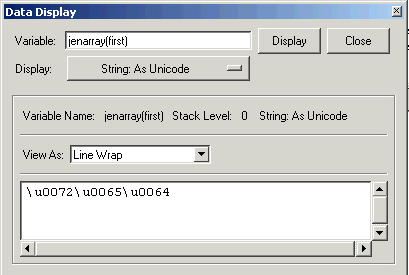 Data Display
Variable: jenarray(first) Display Close
Display: String: As Unicode
Variable Name: jenarray(first) Stack Level: 0 String: As Unicode
View As: Line Wrap
\u0072\u0065\u0064